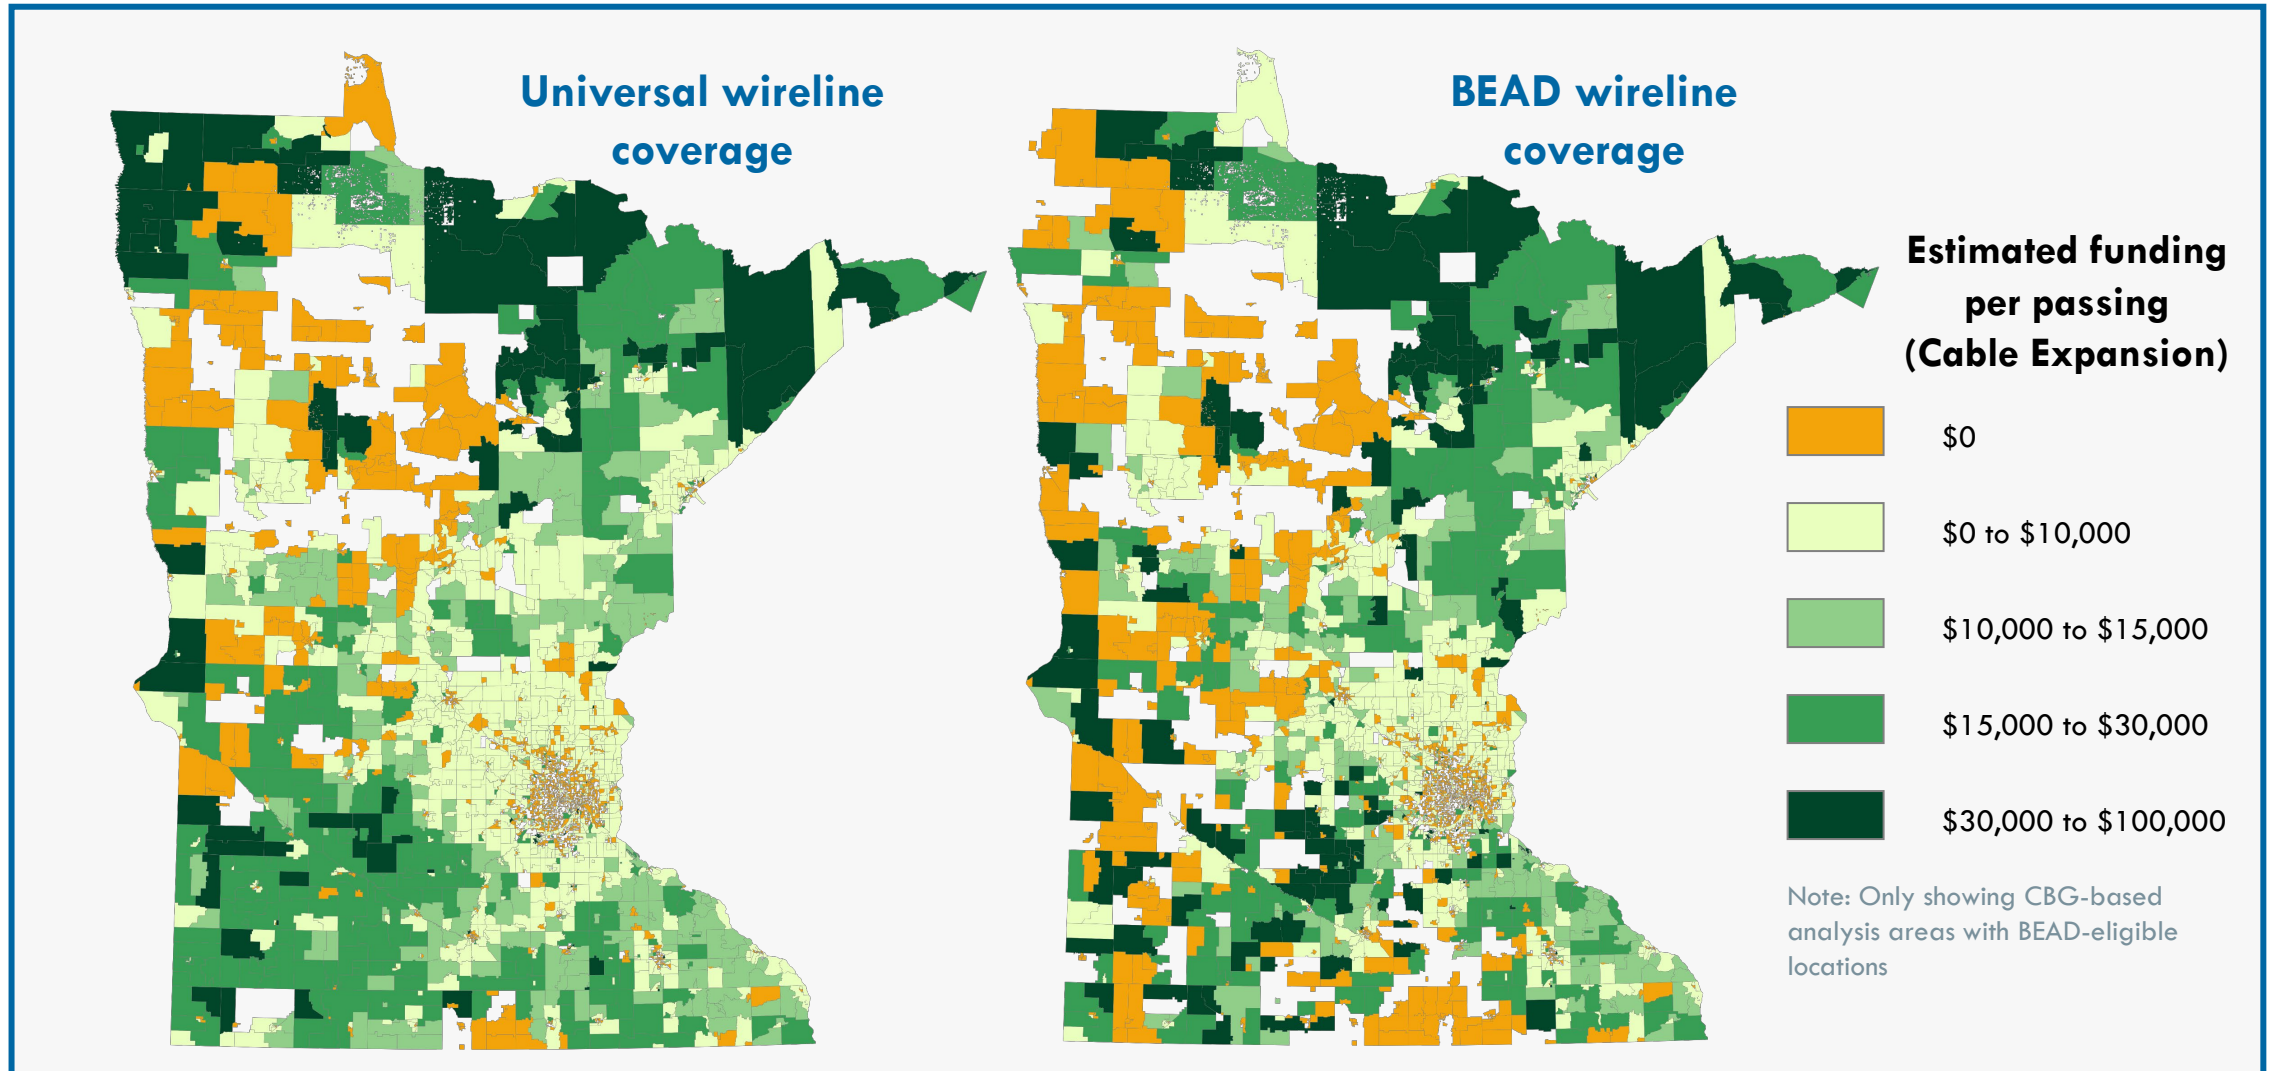 Universal wireline
coverage
BEAD wireline
coverage
Estimated funding
per passing
(Cable Expansion)
$0
$0 to $10,000
$10,000 to $15,000
$15,000 to $30,000
$30,000 to $100,000
Note: Only showing CBG-based
analysis areas with BEAD-eligible
locations